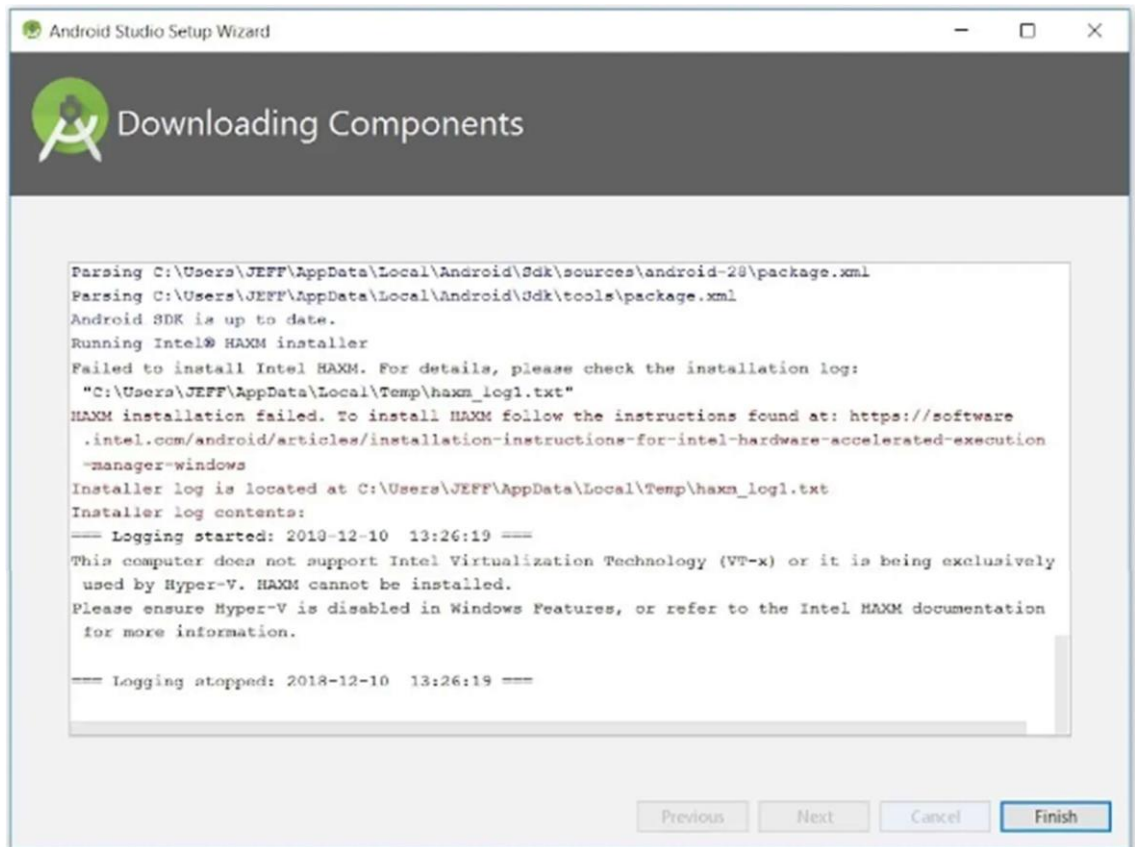 Android Studio Setup Wizard
Downloading Components
Parsing C:\Users\JEFF\AppData\Local\Android\Sdk\sources\android-28\package.xml
Parsing C:\Users\JEFF\AppData\Local\Android\Sdk\tools\package.xml
Android SDK is up to date.
Running Intel® HAXM installer
Failed to install Intel HAXM. For details, please check the installation log:
"C:\Users\JEFF\AppData\Local\Temp\haxm_log1.txt"
HAXM installation failed. To install HAXM follow the instructions found at: https://software
.intel.com/android/articles/installation-instructions-for-intel-hardware-accelerated-execution
-manager-windows
Installer log is located at C:\Users\JEFF\AppData\Local\Temp\haxm_log1.txt
Installer log contents:
=== Logging started: 2018-12-10  13:26:19 ===
This computer does not support Intel Virtualization Technology (VT-x) or it is being exclusively
used by Hyper-V. HAXM cannot be installed.
Please ensure Hyper-V is disabled in Windows Features, or refer to the Intel HAXM documentation
for more information.
=== Logging stopped: 2018-12-10  13:26:19 ===
Previous Next Cancel Finish